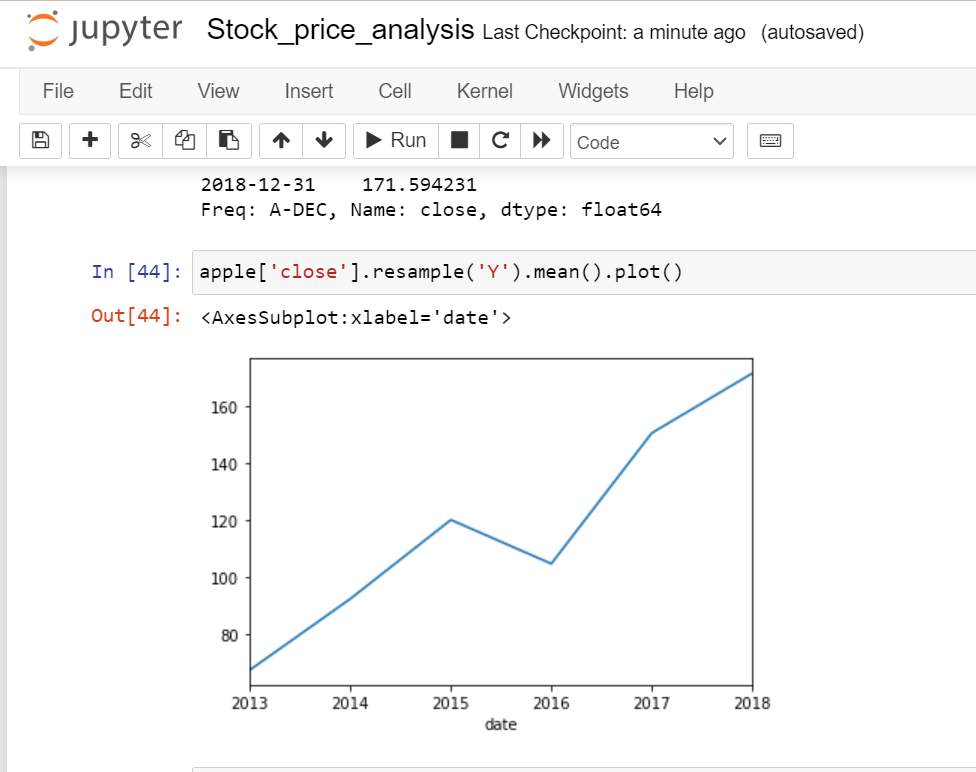 jupyter Stock_price_analysis Last Checkpoint: a minute ago (autosaved)
File Edit View Insert Cell Kernel Widgets Help
Run Code
2018-12-31    171.594231
Freq: A-DEC, Name: close, dtype: float64
In [44]: apple['close'].resample('Y').mean().plot()
Out[44]: <AxesSubplot:xlabel='date'>
160
140
120
100
80
2013 2014 2015 2016 2017 2018
date